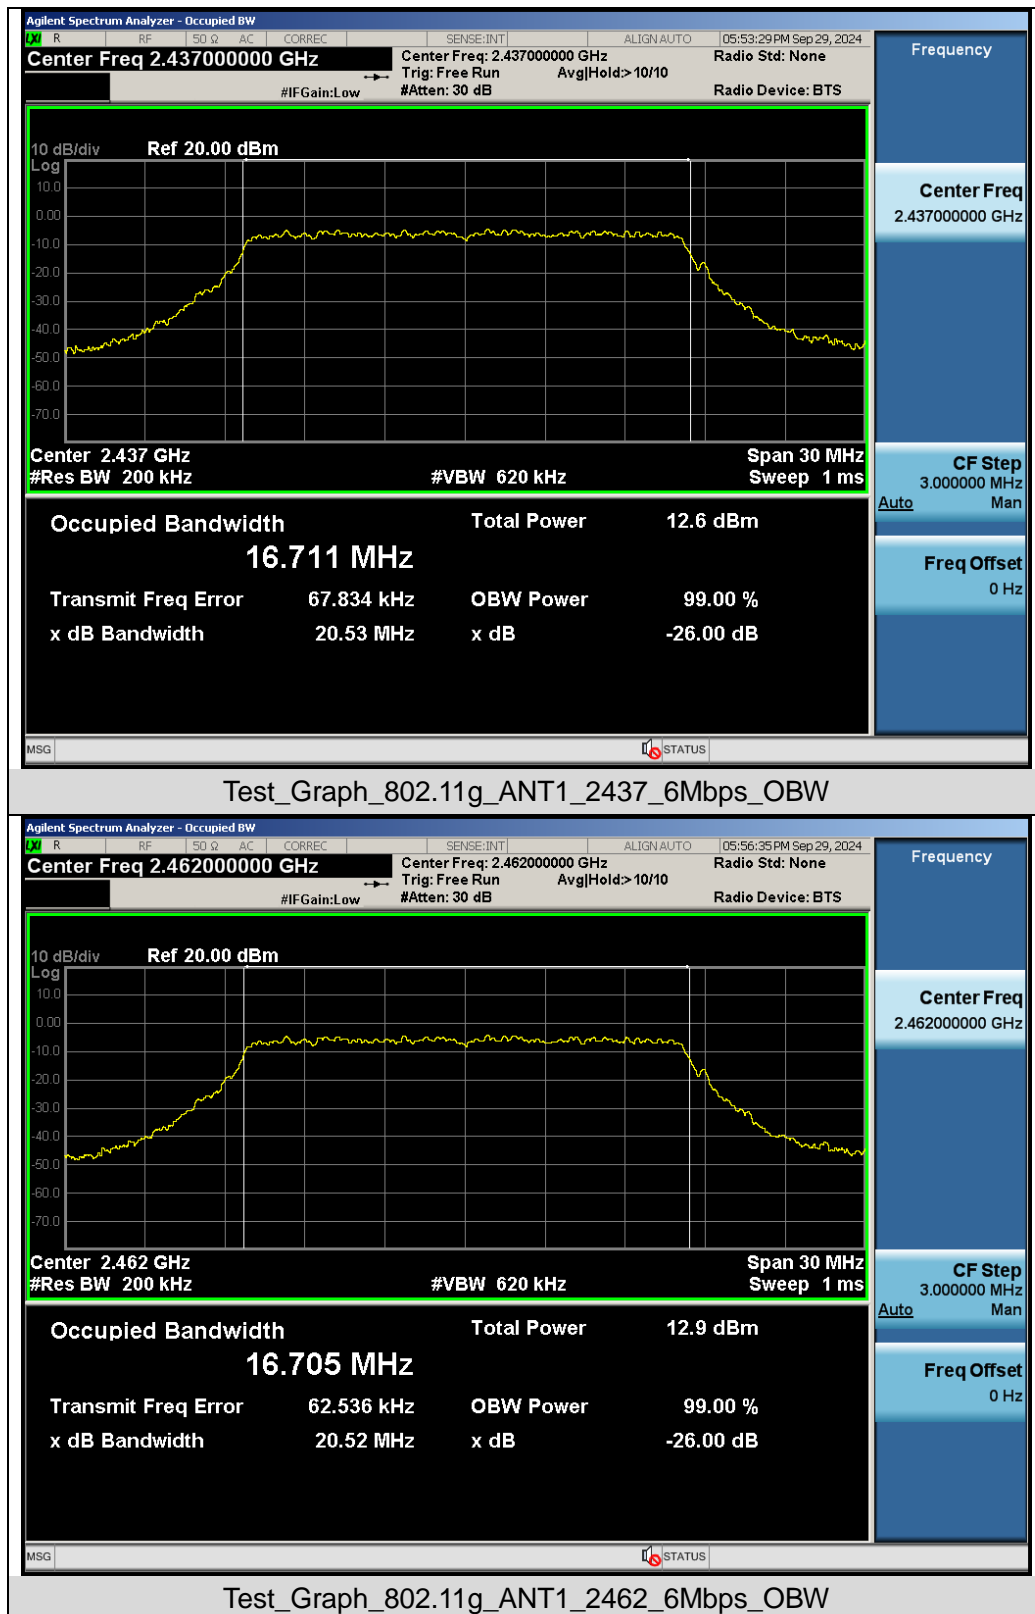 Agilent Spectrum Analyzer - Occupied BW
LXI R RF 50 Ω AC CORREC SENSE:INT ALIGN AUTO 05:53:29 PM Sep 29, 2024
Center Freq 2.437000000 GHz Center Freq: 2.437000000 GHz Radio Std: None Frequency
Trig: Free Run Avg|Hold:>10/10
#IFGain:Low #Atten: 30 dB Radio Device: BTS
10 dB/div Ref 20.00 dBm
Log
10.0
0.00
-10.0
-20.0
-30.0
-40.0
-50.0
-60.0
-70.0
Center 2.437 GHz Span 30 MHz
#Res BW 200 kHz #VBW 620 kHz Sweep 1 ms
Center Freq
2.437000000 GHz
CF Step
3.000000 MHz
Auto Man
Freq Offset
0 Hz
Occupied Bandwidth Total Power 12.6 dBm
16.711 MHz
Transmit Freq Error 67.834 kHz OBW Power 99.00 %
x dB Bandwidth 20.53 MHz x dB -26.00 dB
MSG STATUS
Test_Graph_802.11g_ANT1_2437_6Mbps_OBW
Agilent Spectrum Analyzer - Occupied BW
LXI R RF 50 Ω AC CORREC SENSE:INT ALIGN AUTO 05:56:35 PM Sep 29, 2024
Center Freq 2.462000000 GHz Center Freq: 2.462000000 GHz Radio Std: None Frequency
Trig: Free Run Avg|Hold:>10/10
#IFGain:Low #Atten: 30 dB Radio Device: BTS
10 dB/div Ref 20.00 dBm
Log
10.0
0.00
-10.0
-20.0
-30.0
-40.0
-50.0
-60.0
-70.0
Center 2.462 GHz Span 30 MHz
#Res BW 200 kHz #VBW 620 kHz Sweep 1 ms
Center Freq
2.462000000 GHz
CF Step
3.000000 MHz
Auto Man
Freq Offset
0 Hz
Occupied Bandwidth Total Power 12.9 dBm
16.705 MHz
Transmit Freq Error 62.536 kHz OBW Power 99.00 %
x dB Bandwidth 20.52 MHz x dB -26.00 dB
MSG STATUS
Test_Graph_802.11g_ANT1_2462_6Mbps_OBW